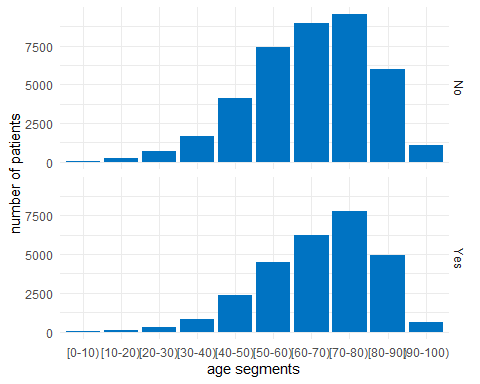 7500
5000
2500
0
No
7500
5000
2500
0
Yes
number of patients
[0-10) [10-20) [20-30) [30-40) [40-50) [50-60) [60-70) [70-80) [80-90) [90-100)
age segments